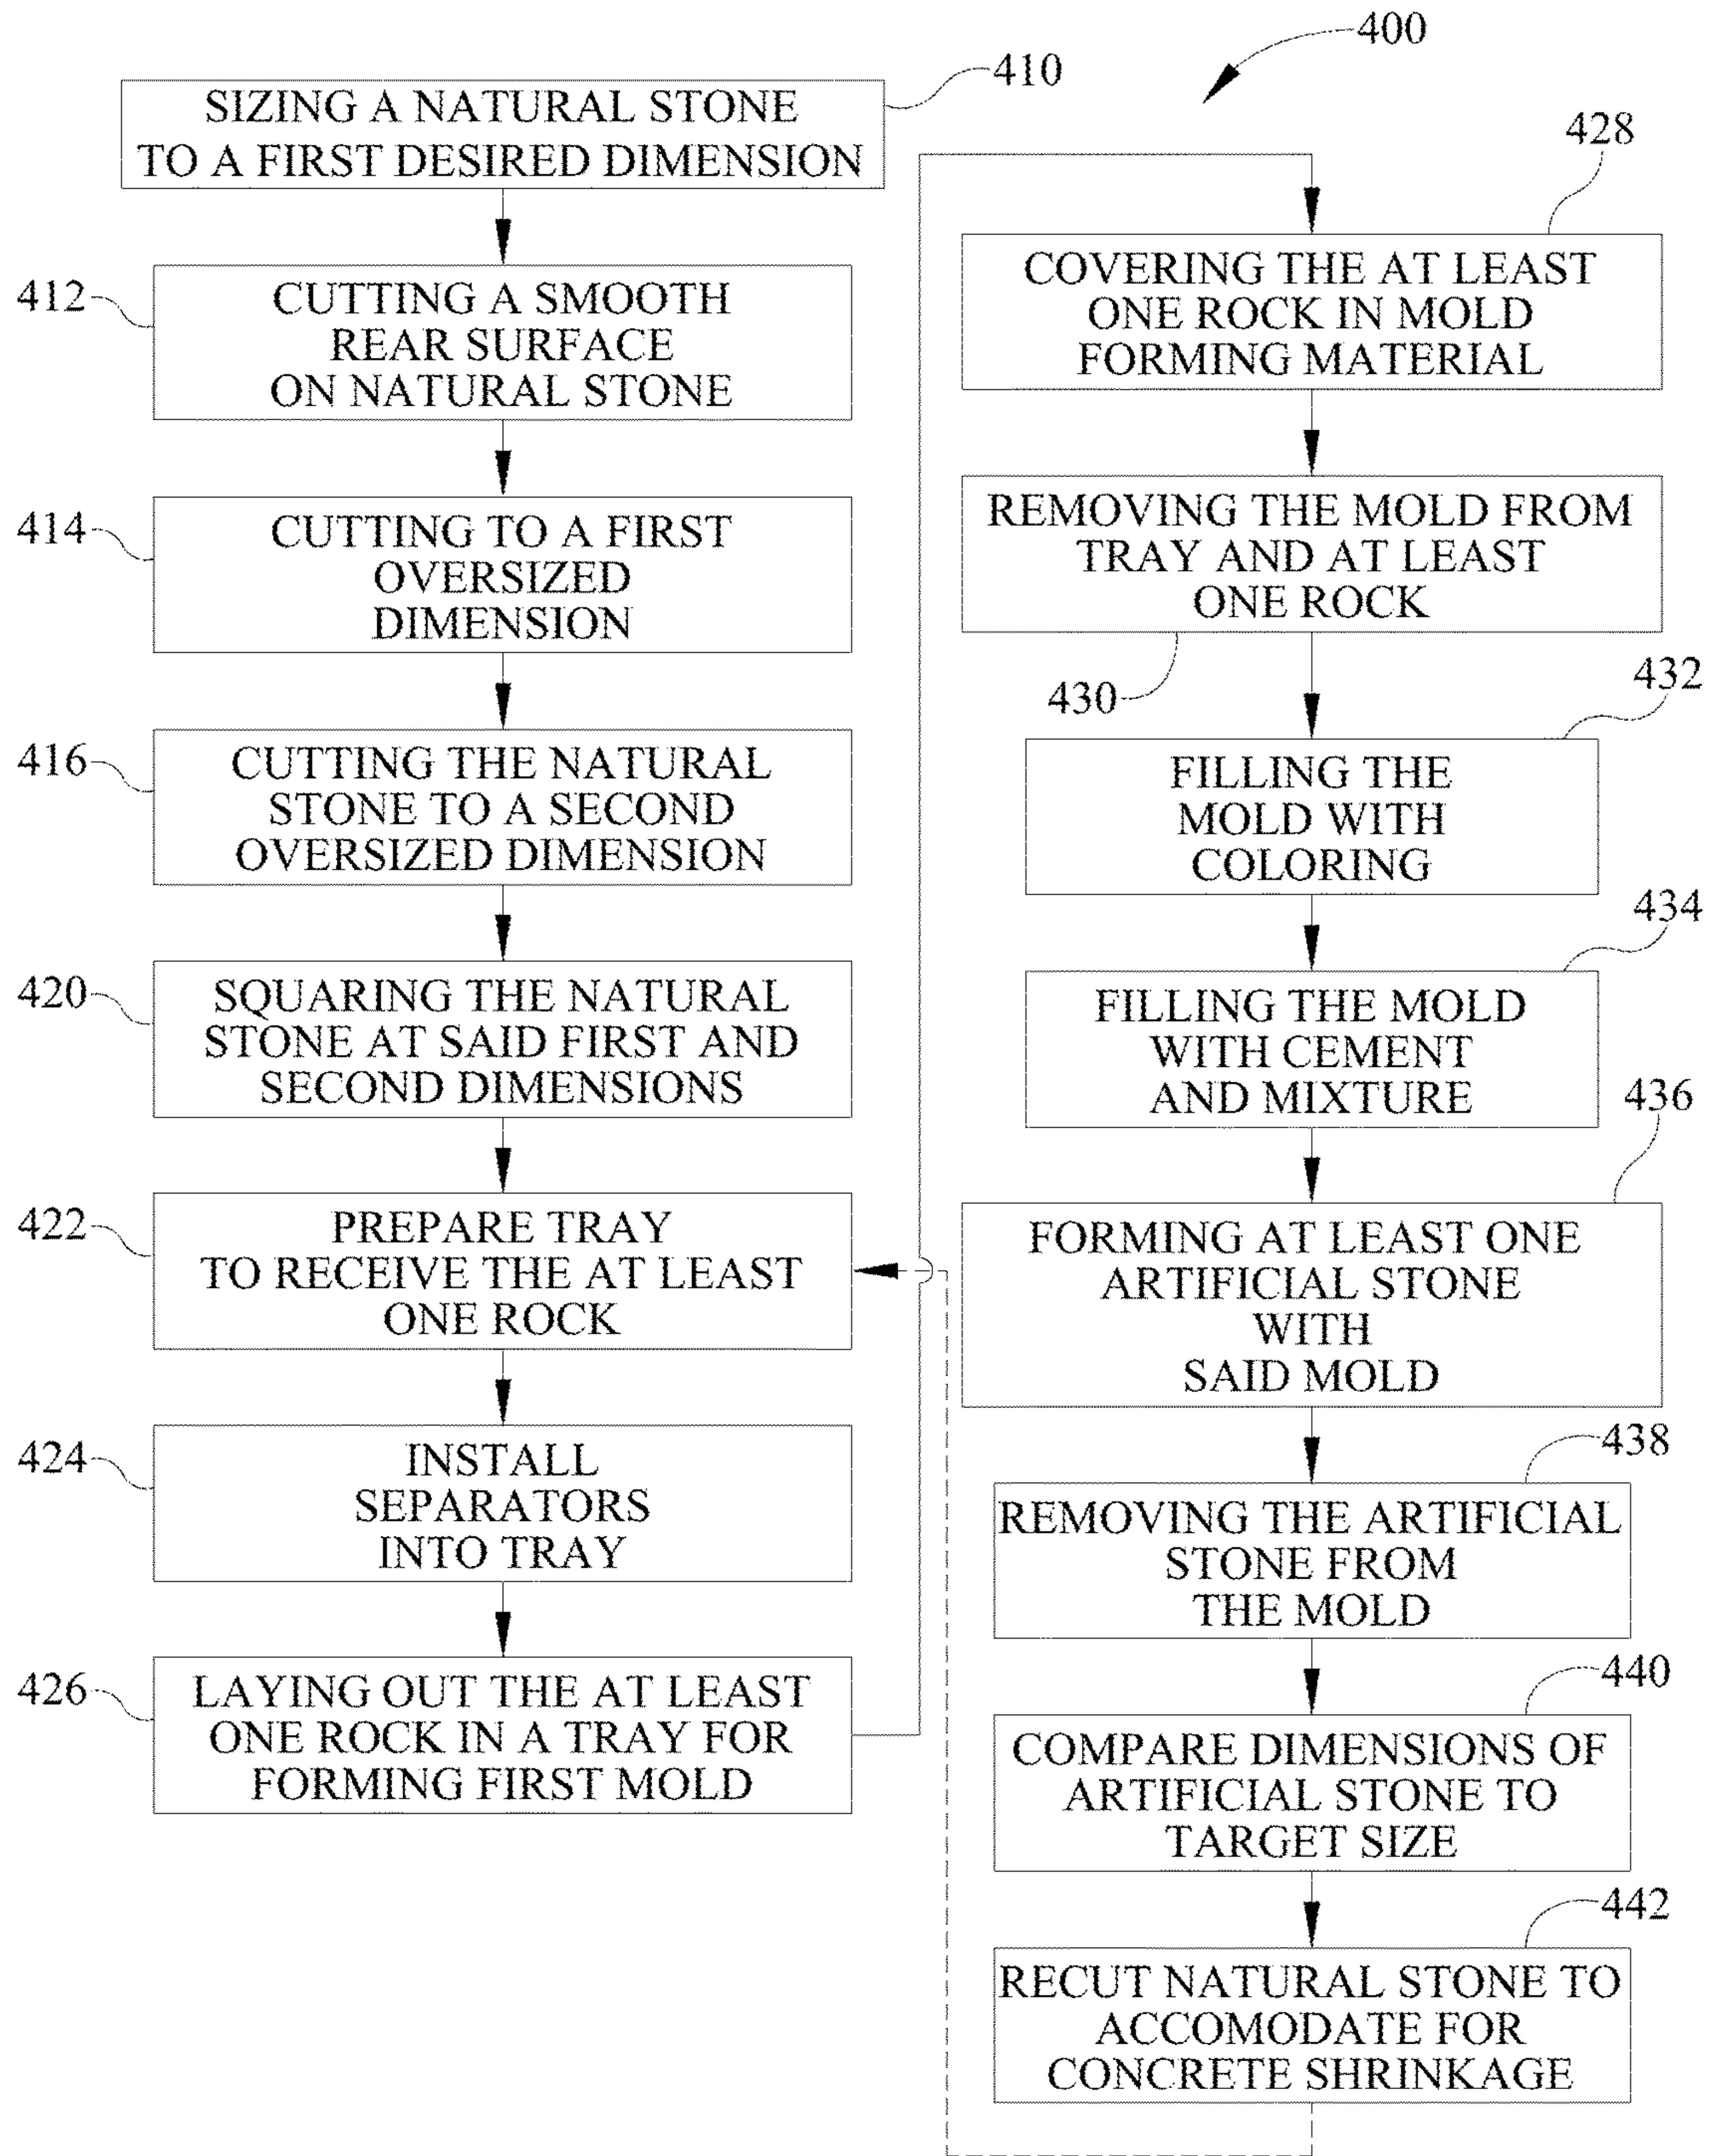 400
410
SIZING A NATURAL STONE
TO A FIRST DESIRED DIMENSION
412
CUTTING A SMOOTH
REAR SURFACE
ON NATURAL STONE
414
CUTTING TO A FIRST
OVERSIZED
DIMENSION
416
CUTTING THE NATURAL
STONE TO A SECOND
OVERSIZED DIMENSION
420
SQUARING THE NATURAL
STONE AT SAID FIRST AND
SECOND DIMENSIONS
422
PREPARE TRAY
TO RECEIVE THE AT LEAST
ONE ROCK
424
INSTALL
SEPARATORS
INTO TRAY
426
LAYING OUT THE AT LEAST
ONE ROCK IN A TRAY FOR
FORMING FIRST MOLD
428
COVERING THE AT LEAST
ONE ROCK IN MOLD
FORMING MATERIAL
REMOVING THE MOLD FROM
TRAY AND AT LEAST
ONE ROCK
430
432
FILLING THE
MOLD WITH
COLORING
434
FILLING THE MOLD
WITH CEMENT
AND MIXTURE
436
FORMING AT LEAST ONE
ARTIFICIAL STONE
WITH
SAID MOLD
438
REMOVING THE ARTIFICIAL
STONE FROM
THE MOLD
440
COMPARE DIMENSIONS OF
ARTIFICIAL STONE TO
TARGET SIZE
442
RECUT NATURAL STONE TO
ACCOMODATE FOR
CONCRETE SHRINKAGE